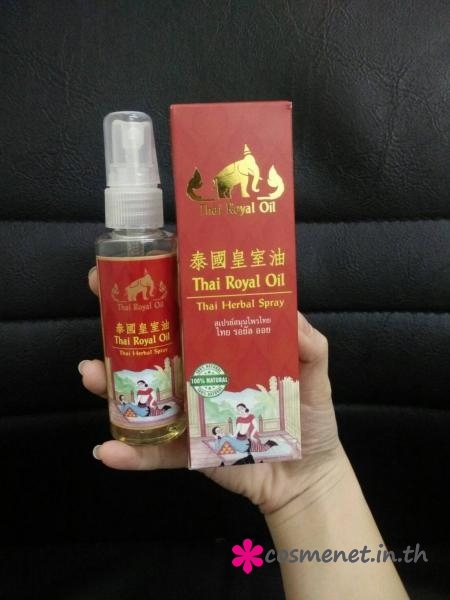 Thai Royal Oil
泰國皇室油
Thai Royal Oil
Thai Herbal Spray
Thai Royal Oil
泰國皇室油
Thai Royal Oil
Thai Herbal Spray
สเปรย์สมุนไพรไทย
ไทย รอยัล ออย
100% NATURAL
cosmenet.in.th